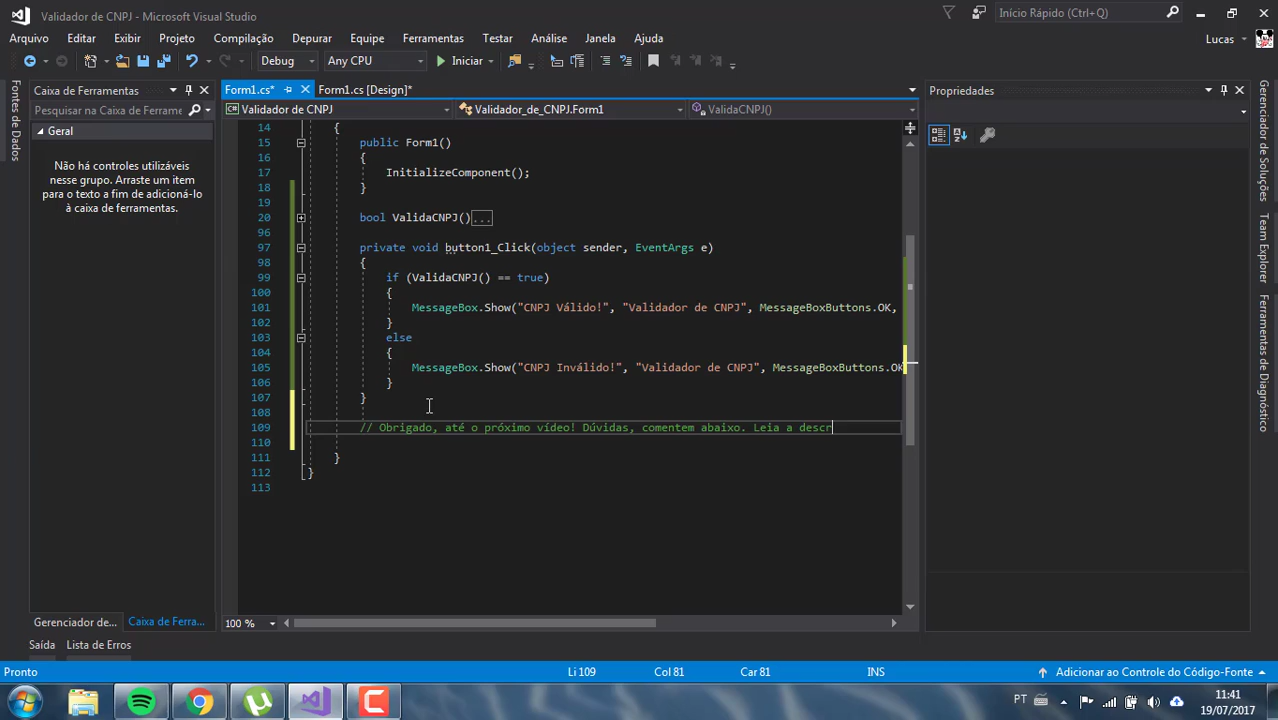 Validador de CNPJ - Microsoft Visual Studio
Início Rápido (Ctrl+Q)
Arquivo Editar Exibir Projeto Compilação Depurar Equipe Ferramentas Testar Análise Janela Ajuda
Lucas
Debug Any CPU Iniciar
Fontes de Dados
Caixa de Ferramentas
Pesquisar na Caixa de Ferrame
Geral
Não há controles utilizáveis
nesse grupo. Arraste um item
para o texto a fim de adicioná-lo
à caixa de ferramentas.
Gerenciador de... Caixa de Ferra...
Form1.cs* Form1.cs [Design]*
Validador de CNPJ Validador_de_CNPJ.Form1 ValidaCNPJ()
14 {
15 public Form1()
16 {
17 InitializeComponent();
18 }
19
20 bool ValidaCNPJ()...
96
97 private void button1_Click(object sender, EventArgs e)
98 {
99 if (ValidaCNPJ() == true)
100 {
101 MessageBox.Show("CNPJ Válido!", "Validador de CNPJ", MessageBoxButtons.OK,
102 }
103 else
104 {
105 MessageBox.Show("CNPJ Inválido!", "Validador de CNPJ", MessageBoxButtons.OK
106 }
107 }
108
109 // Obrigado, até o próximo vídeo! Dúvidas, comentem abaixo. Leia a descr
110
111 }
112 }
113
100 %
Propriedades
Gerenciador de Soluções
Team Explorer
Ferramentas de Diagnóstico
Saída Lista de Erros
Pronto Li 109 Col 81 Car 81 INS Adicionar ao Controle do Código-Fonte
PT
11:41
19/07/2017